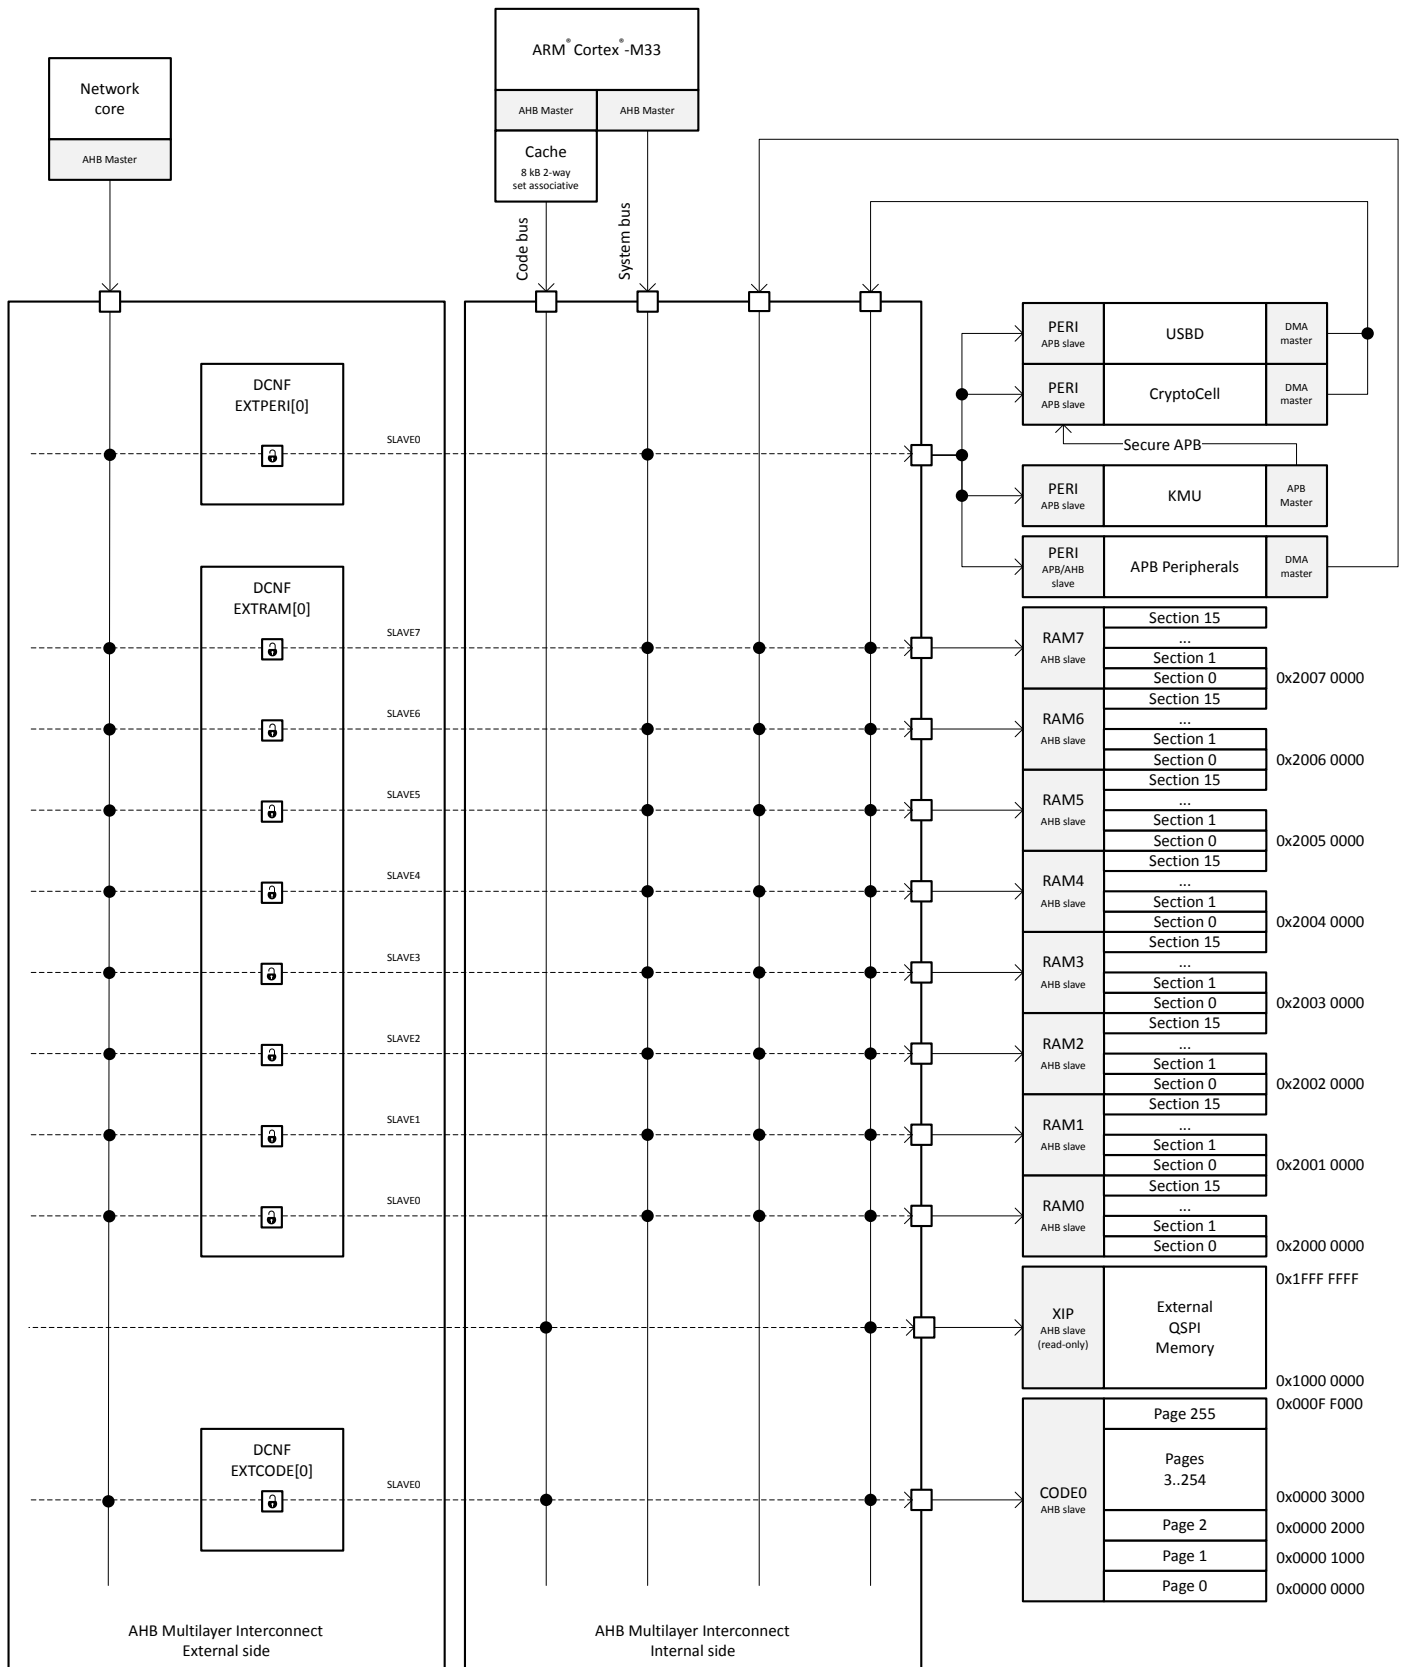 ARM® Cortex®-M33
AHB Master
AHB Master
Cache
8 kB 2-way
set associative
Network
core
AHB Master
Code bus
System bus
DCNF
EXTPERI[0]
SLAVE0
PERI
APB slave
USBD
DMA
master
PERI
APB slave
CryptoCell
DMA
master
Secure APB
PERI
APB slave
KMU
APB
Master
PERI
APB/AHB
slave
APB Peripherals
DMA
master
DCNF
EXTRAM[0]
SLAVE7
RAM7
AHB slave
Section 15
...
Section 1
Section 0
0x2007 0000
SLAVE6
RAM6
AHB slave
Section 15
...
Section 1
Section 0
0x2006 0000
SLAVE5
RAM5
AHB slave
Section 15
...
Section 1
Section 0
0x2005 0000
SLAVE4
RAM4
AHB slave
Section 15
...
Section 1
Section 0
0x2004 0000
SLAVE3
RAM3
AHB slave
Section 15
...
Section 1
Section 0
0x2003 0000
SLAVE2
RAM2
AHB slave
Section 15
...
Section 1
Section 0
0x2002 0000
SLAVE1
RAM1
AHB slave
Section 15
...
Section 1
Section 0
0x2001 0000
SLAVE0
RAM0
AHB slave
Section 15
...
Section 1
Section 0
0x2000 0000
XIP
AHB slave
(read-only)
External
QSPI
Memory
0x1FFF FFFF
0x1000 0000
DCNF
EXTCODE[0]
SLAVE0
CODE0
AHB slave
Page 255
0x000F F000
Pages
3..254
0x0000 3000
Page 2
0x0000 2000
Page 1
0x0000 1000
Page 0
0x0000 0000
AHB Multilayer Interconnect
External side
AHB Multilayer Interconnect
Internal side